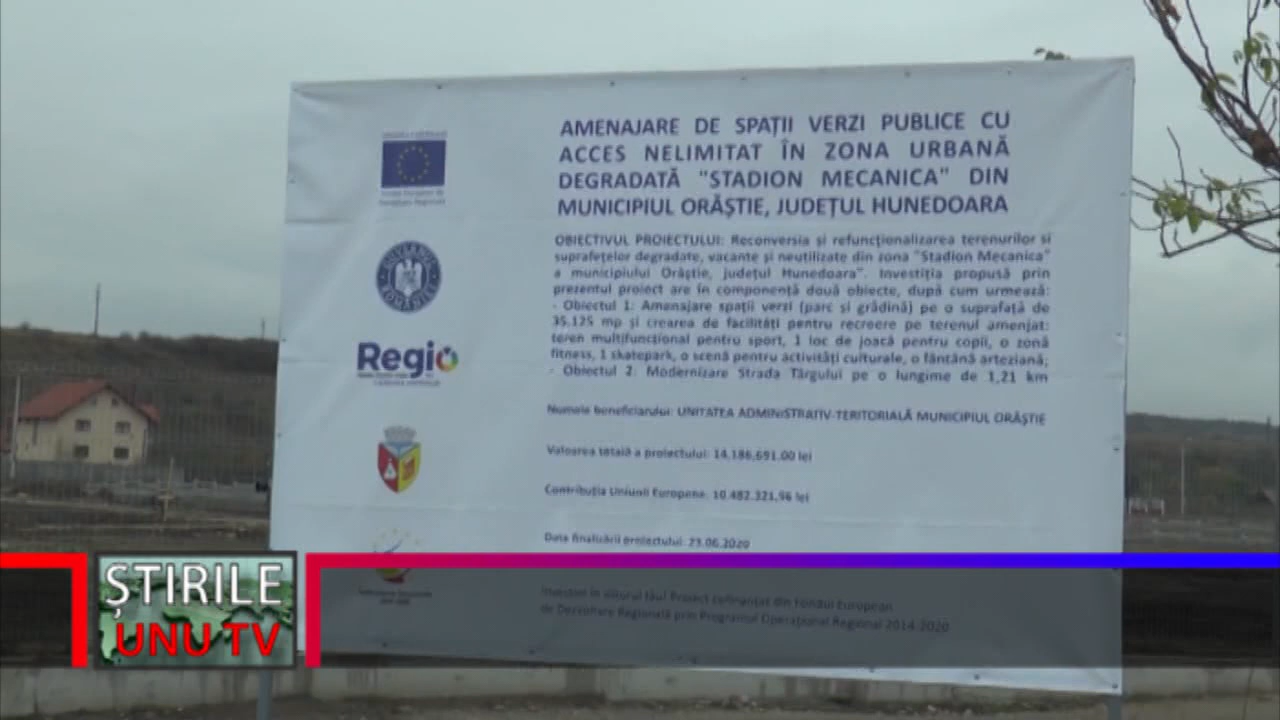 AMENAJARE DE SPAȚII VERZI PUBLICE CU
ACCES NELIMITAT ÎN ZONA URBANĂ
DEGRADATĂ "STADION MECANICA" DIN
MUNICIPIUL ORĂȘTIE, JUDEȚUL HUNEDOARA
OBIECTIVUL PROIECTULUI: Reconversia și refuncționalizarea terenurilor și
suprafețelor degradate, vacante și neutilizate din zona "Stadion Mecanica"
a municipiului Orăștie, județul Hunedoara". Investiția propusă prin
prezentul proiect are în componență două obiecte, după cum urmează:
- Obiectul 1: Amenajare spații verzi (parc și grădină) pe o suprafață de
35.125 mp și crearea de facilități pentru recreere pe terenul amenjat:
teren multifuncțional pentru sport, 1 loc de joacă pentru copii, o zonă
fitness, 1 skatepark, o scenă pentru activități culturale, o fântână arteziană;
- Obiectul 2: Modernizare Strada Târgului pe o lungime de 1,21 km
Numele beneficiarului: UNITATEA ADMINISTRATIV-TERITORIALĂ MUNICIPIUL ORĂȘTIE
Valoarea totală a proiectului: 14,186,691.00 lei
Contribuția Uniunii Europene: 10.482.321,96 lei
Data finalizării proiectului: 23.06.2020
Investim în viitorul tău! Proiect cofinanțat din Fondul European
de Dezvoltare Regională prin Programul Operațional Regional 2014-2020
Regio
ȘTIRILE
UNU TV